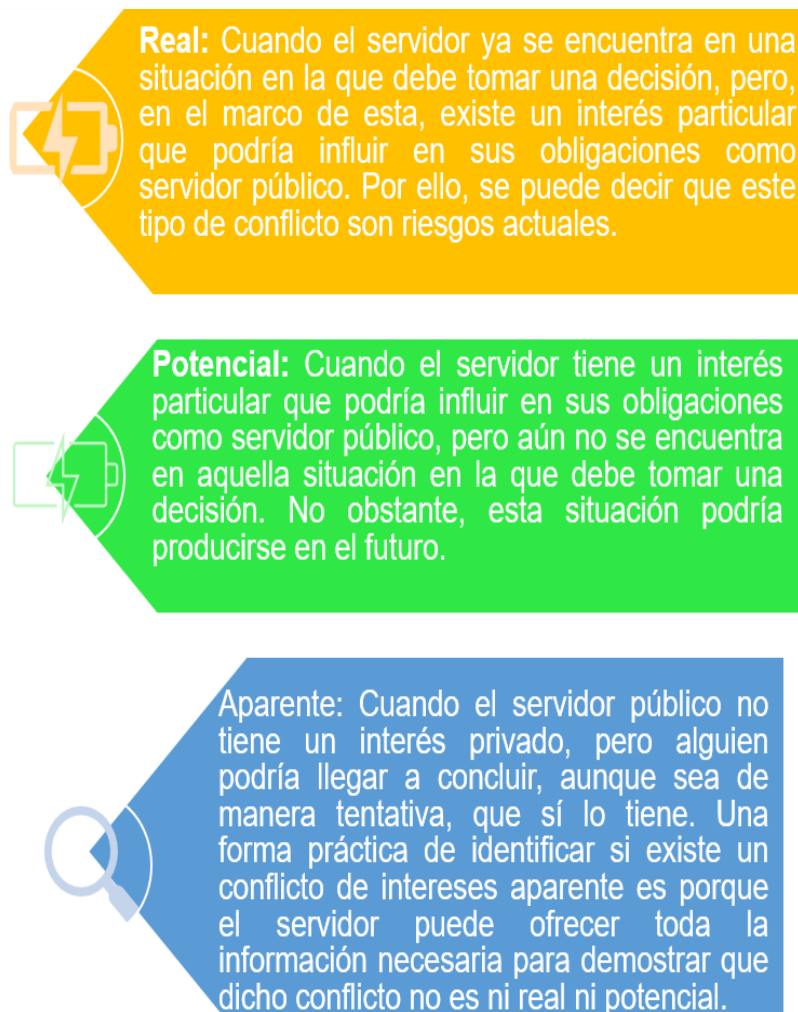 Real: Cuando el servidor ya se encuentra en una
situación en la que debe tomar una decisión, pero,
en el marco de esta, existe un interés particular
que podría influir en sus obligaciones como
servidor público. Por ello, se puede decir que este
tipo de conflicto son riesgos actuales.
Potencial: Cuando el servidor tiene un interés
particular que podría influir en sus obligaciones
como servidor público, pero aún no se encuentra
en aquella situación en la que debe tomar una
decisión. No obstante, esta situación podría
producirse en el futuro.
Aparente: Cuando el servidor público no
tiene un interés privado, pero alguien
podría llegar a concluir, aunque sea de
manera tentativa, que sí lo tiene. Una
forma práctica de identificar si existe un
conflicto de intereses aparente es porque
el servidor puede ofrecer toda la
información necesaria para demostrar que
dicho conflicto no es ni real ni potencial.